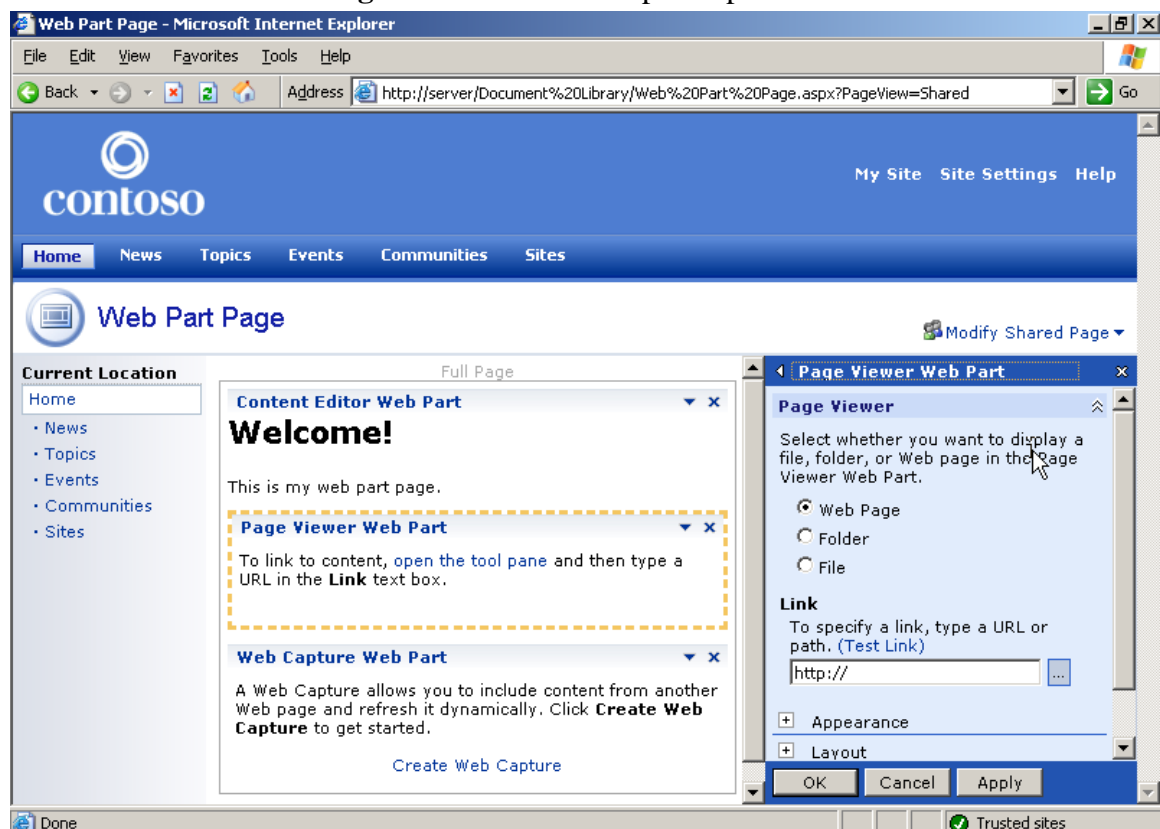 Web Part Page - Microsoft Internet Explorer
File Edit View Favorites Tools Help
Back Address http://server/Document%20Library/Web%20Part%20Page.aspx?PageView=Shared Go
contoso
My Site Site Settings Help
Home News Topics Events Communities Sites
Web Part Page
Modify Shared Page
Current Location
Home
News
Topics
Events
Communities
Sites
Full Page
Content Editor Web Part
Welcome!
This is my web part page.
Page Viewer Web Part
To link to content, open the tool pane and then type a
URL in the Link text box.
Web Capture Web Part
A Web Capture allows you to include content from another
Web page and refresh it dynamically. Click Create Web
Capture to get started.
Create Web Capture
Page Viewer Web Part
Page Viewer
Select whether you want to display a
file, folder, or Web page in the Page
Viewer Web Part.
Web Page
Folder
File
Link
To specify a link, type a URL or
path. (Test Link)
http:// ...
Appearance
Layout
OK Cancel Apply
Done Trusted sites